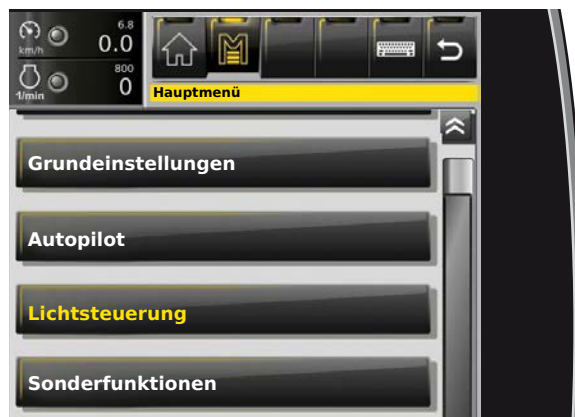 6.8
km/h 0.0
800
1/min 0
M
Hauptmenü
Grundeinstellungen
Autopilot
Lichtsteuerung
Sonderfunktionen